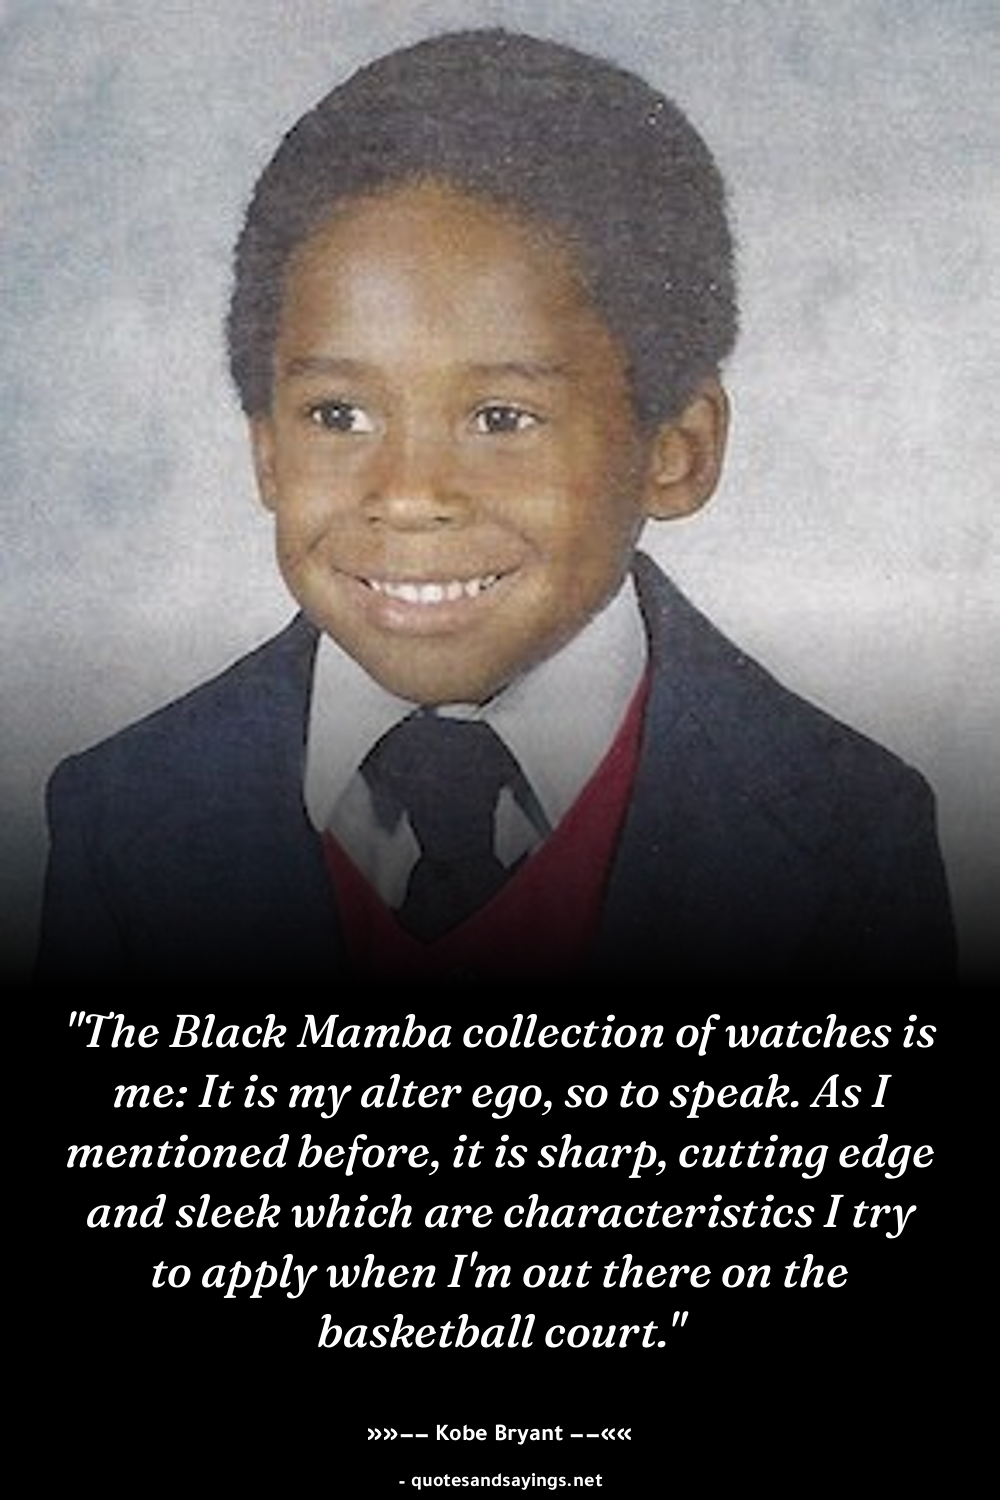 "The Black Mamba collection of watches is
me: It is my alter ego, so to speak. As I
mentioned before, it is sharp, cutting edge
and sleek which are characteristics I try
to apply when I'm out there on the
basketball court."
»»−− Kobe Bryant −−««
- quotesandsayings.net